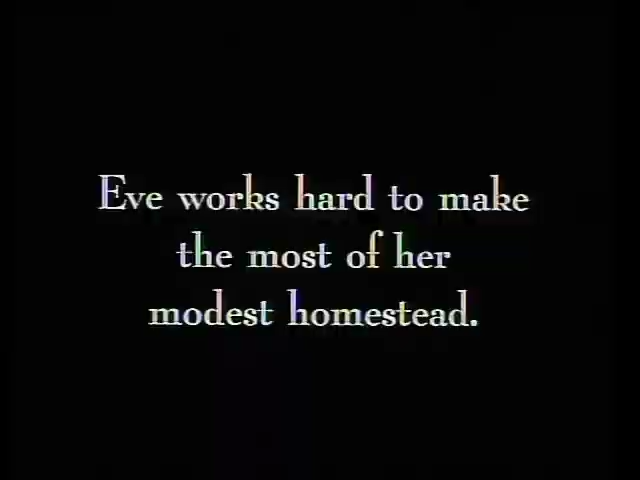 Eve works hard to make
the most of her
modest homestead.